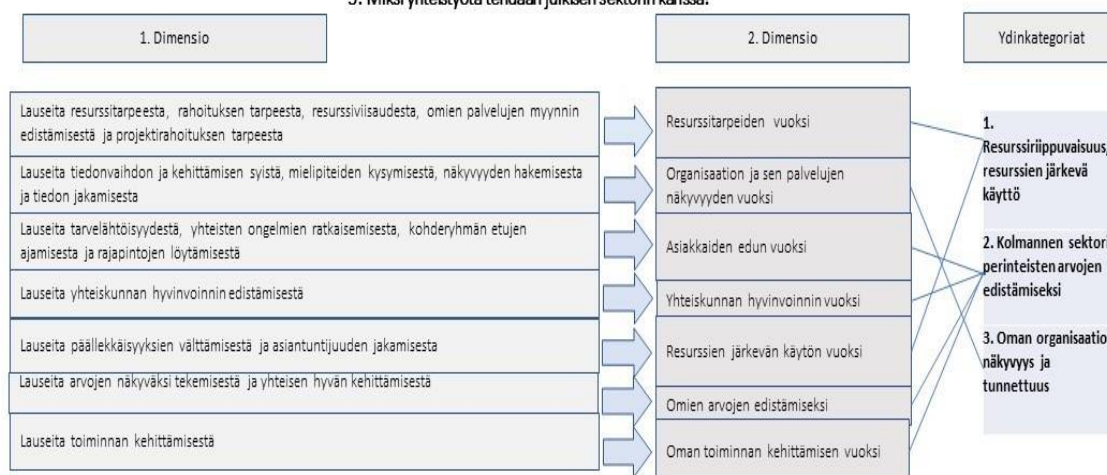 3. Miksi yhteistyötä tehdään julkisen sektorin kanssa?
1. Dimensio
2. Dimensio
Ydinkategoriat
Lauseita resurssitarpeesta, rahoituksen tarpeesta, resurssiviisaudesta, omien palvelujen myynnin
edistämisestä ja projektirahoituksen tarpeesta
Resurssitarpeiden vuoksi
Lauseita tiedonvaihdon ja kehittämisen syistä, mielipiteiden kysymisestä, näkyvyyden hakemisesta
ja tiedon jakamisesta
Organisaation ja sen palvelujen
näkyvyyden vuoksi
Lauseita tarvelähtöisyydestä, yhteisten ongelmien ratkaisemisesta, kohderyhmän etujen
ajamisesta ja rajapintojen löytämisestä
Asiakkaiden edun vuoksi
Lauseita yhteiskunnan hyvinvoinnin edistämisestä
Yhteiskunnan hyvinvoinnin vuoksi
Lauseita päällekkäisyyksien välttämisestä ja asiantuntijuuden jakamisesta
Resurssien järkevän käytön vuoksi
Lauseita arvojen näkyväksi tekemisestä ja yhteisen hyvän kehittämisestä
Omien arvojen edistämiseksi
Lauseita toiminnan kehittämisestä
Oman toiminnan kehittämisen vuoksi
1.
Resurssiriippuvaisuus,
resurssien järkevä
käyttö
2. Kolmannen sektori
perinteisten arvojen
edistämiseksi
3. Oman organisaatio
näkyvyys ja
tunnettuus